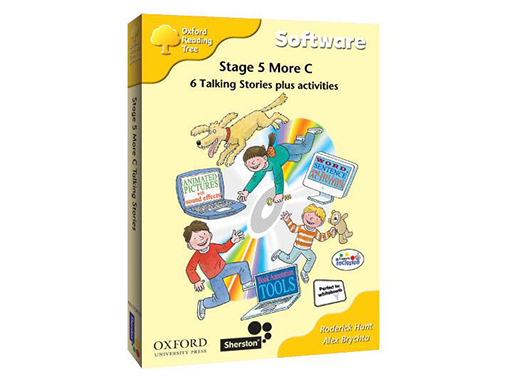 Oxford
Reading
Tree
Software
Stage 5 More C
6 Talking Stories plus activities
Stage 5 More C Talking Stories
ANIMATED
PICTURES
with
sound effects
WORD
SENTENCE
ACTIVITIES
Book Annotation
TOOLS
inclusive
Perfect for
whiteboards
Roderick Hunt
Alex Brychta
OXFORD
UNIVERSITY PRESS
Sherston